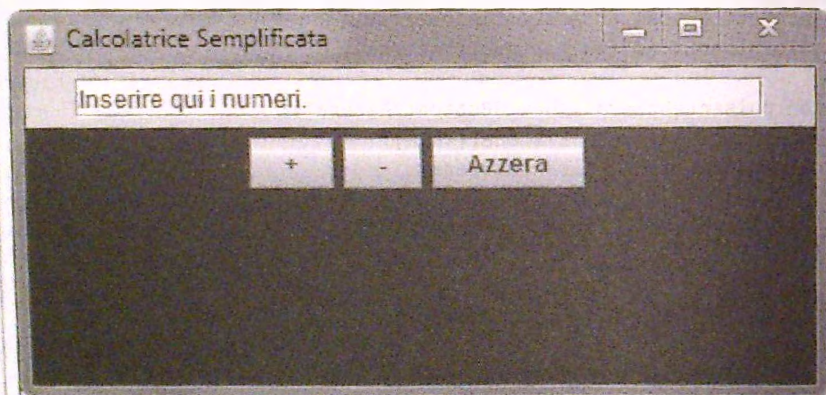 Calcolatrice Semplificata
Inserire qui i numeri.
+ - Azzera